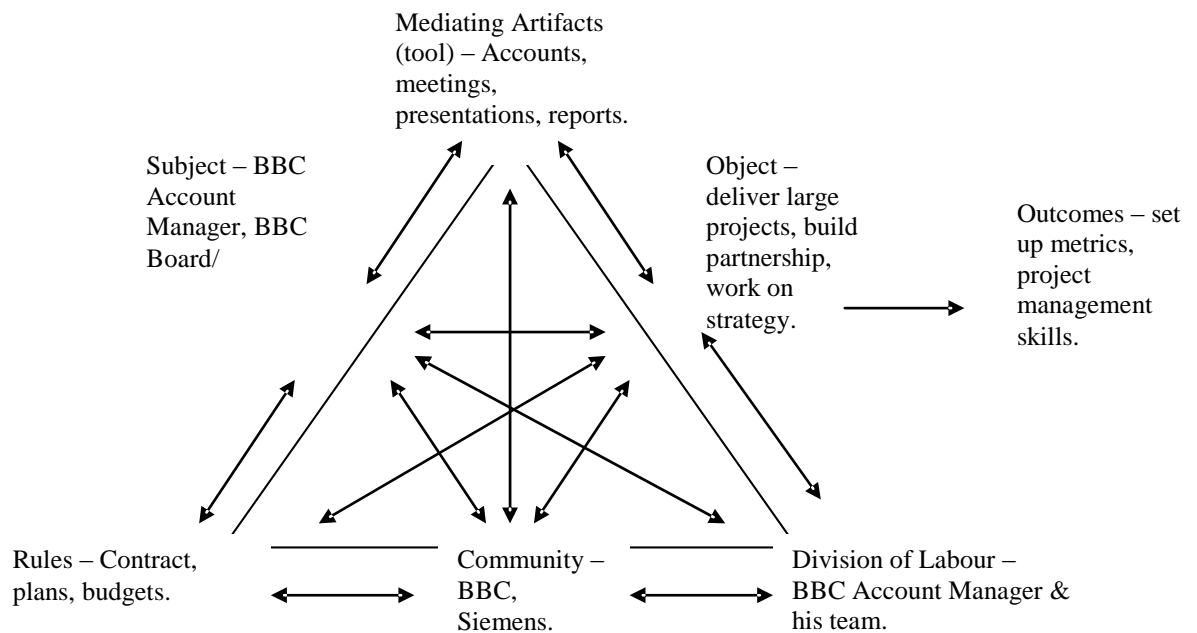 Mediating Artifacts
(tool) – Accounts,
meetings,
presentations, reports.
Subject – BBC
Account
Manager, BBC
Board/
Object –
deliver large
projects, build
partnership,
work on
strategy.
Outcomes – set
up metrics,
project
management
skills.
Rules – Contract,
plans, budgets.
Community –
BBC,
Siemens.
Division of Labour –
BBC Account Manager &
his team.